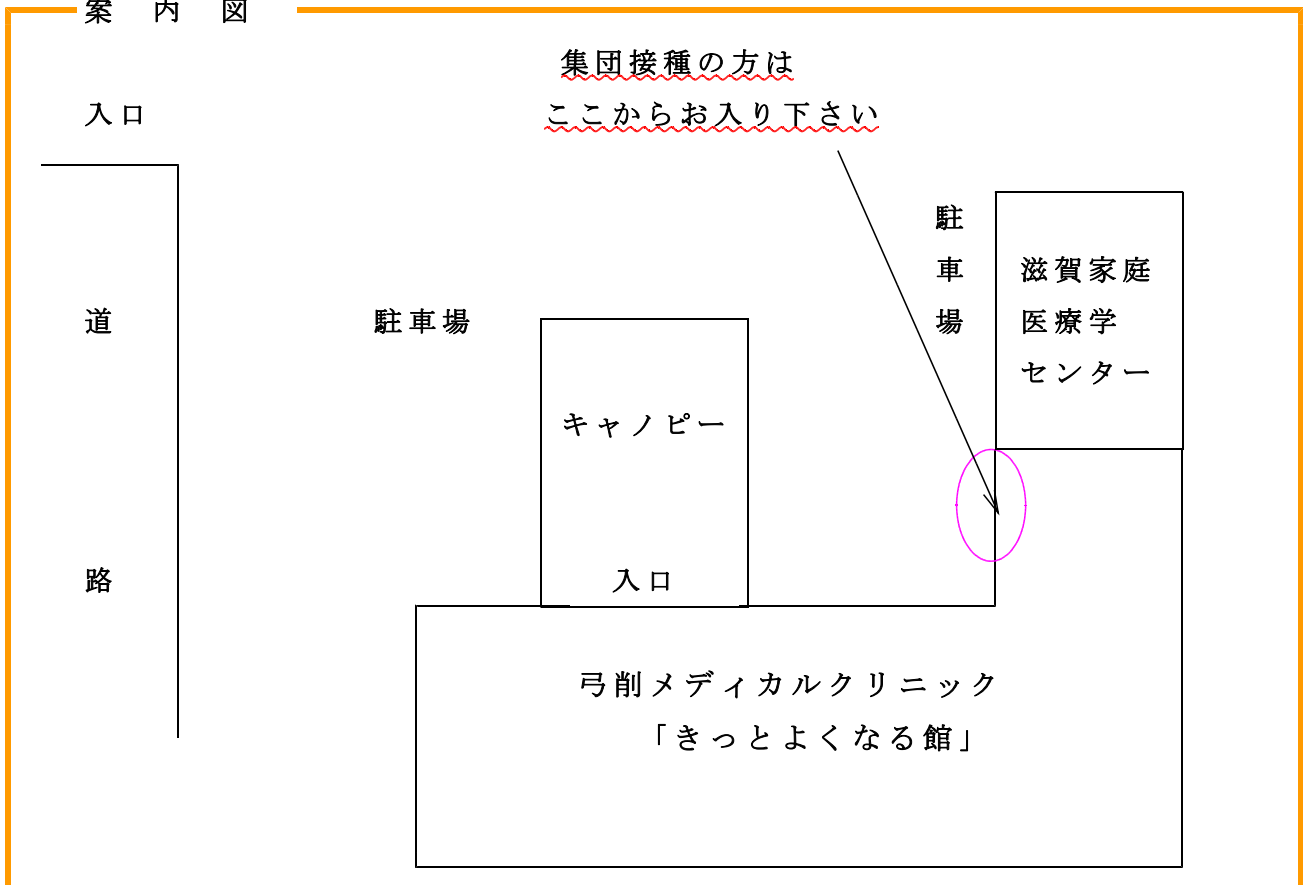 案内図
集団接種の方は
ここからお入り下さい
入口
道路
駐車場
キャノピー
入口
駐車場
滋賀家庭
医療学
センター
弓削メディカルクリニック
「きっとよくなる館」